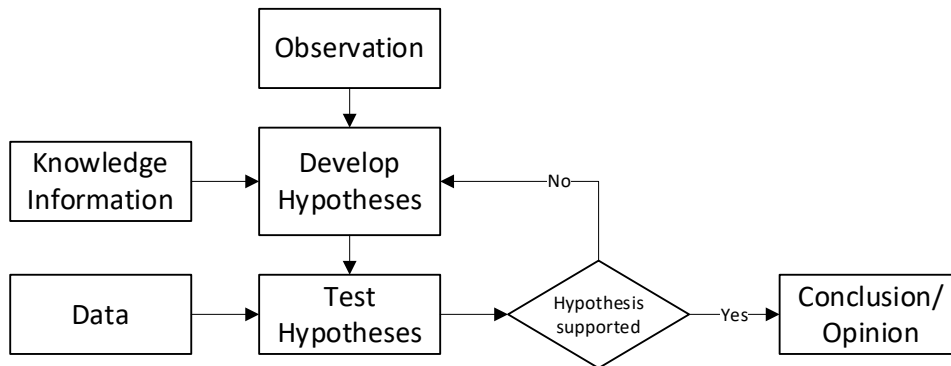 Observation
Knowledge
Information
Develop
Hypotheses
No
Data
Test
Hypotheses
Hypothesis
supported
Yes
Conclusion/
Opinion